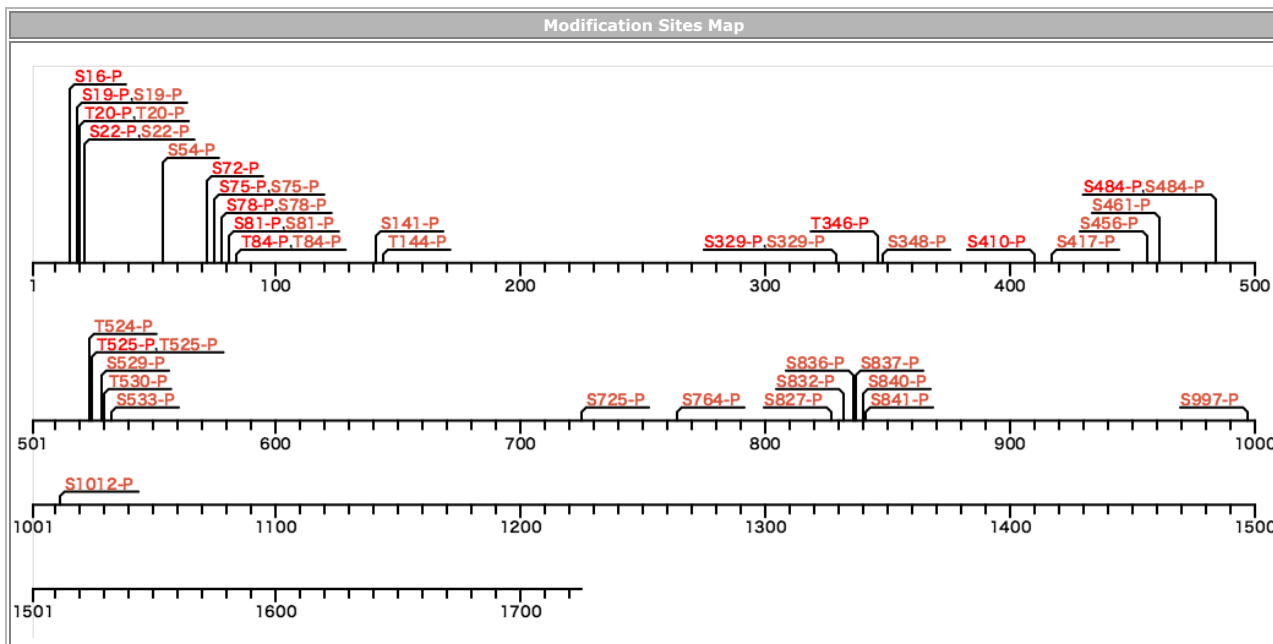 Modification Sites Map
S16-P
S19-P,S19-P
T20-P,T20-P
S22-P,S22-P
S54-P
S72-P
S75-P,S75-P
S484-P,S484-P
S78-P,S78-P
S461-P
S81-P,S81-P
S141-P
T346-P
S456-P
T84-P,T84-P
T144-P
S329-P,S329-P
S348-P
S410-P
S417-P
1 100 200 300 400 500
T524-P
T525-P,T525-P
S529-P
S836-P
S837-P
T530-P
S832-P
S840-P
S533-P
S725-P
S764-P
S827-P
S841-P
S997-P
501 600 700 800 900 1000
S1012-P
1001 1100 1200 1300 1400 1500
1501 1600 1700